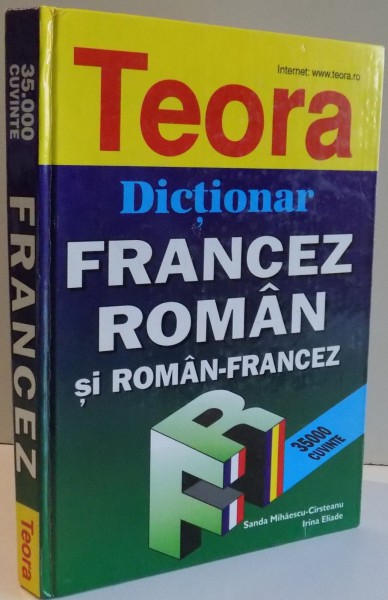 35.000
CUVINTE
FRANCEZ
Teora
Internet: www.teora.ro
Teora
Dicționar
FRANCEZ
ROMÂN
și ROMÂN-FRANCEZ
35000
CUVINTE
Sanda Mihăescu-Cîrsteanu
Irina Eliade